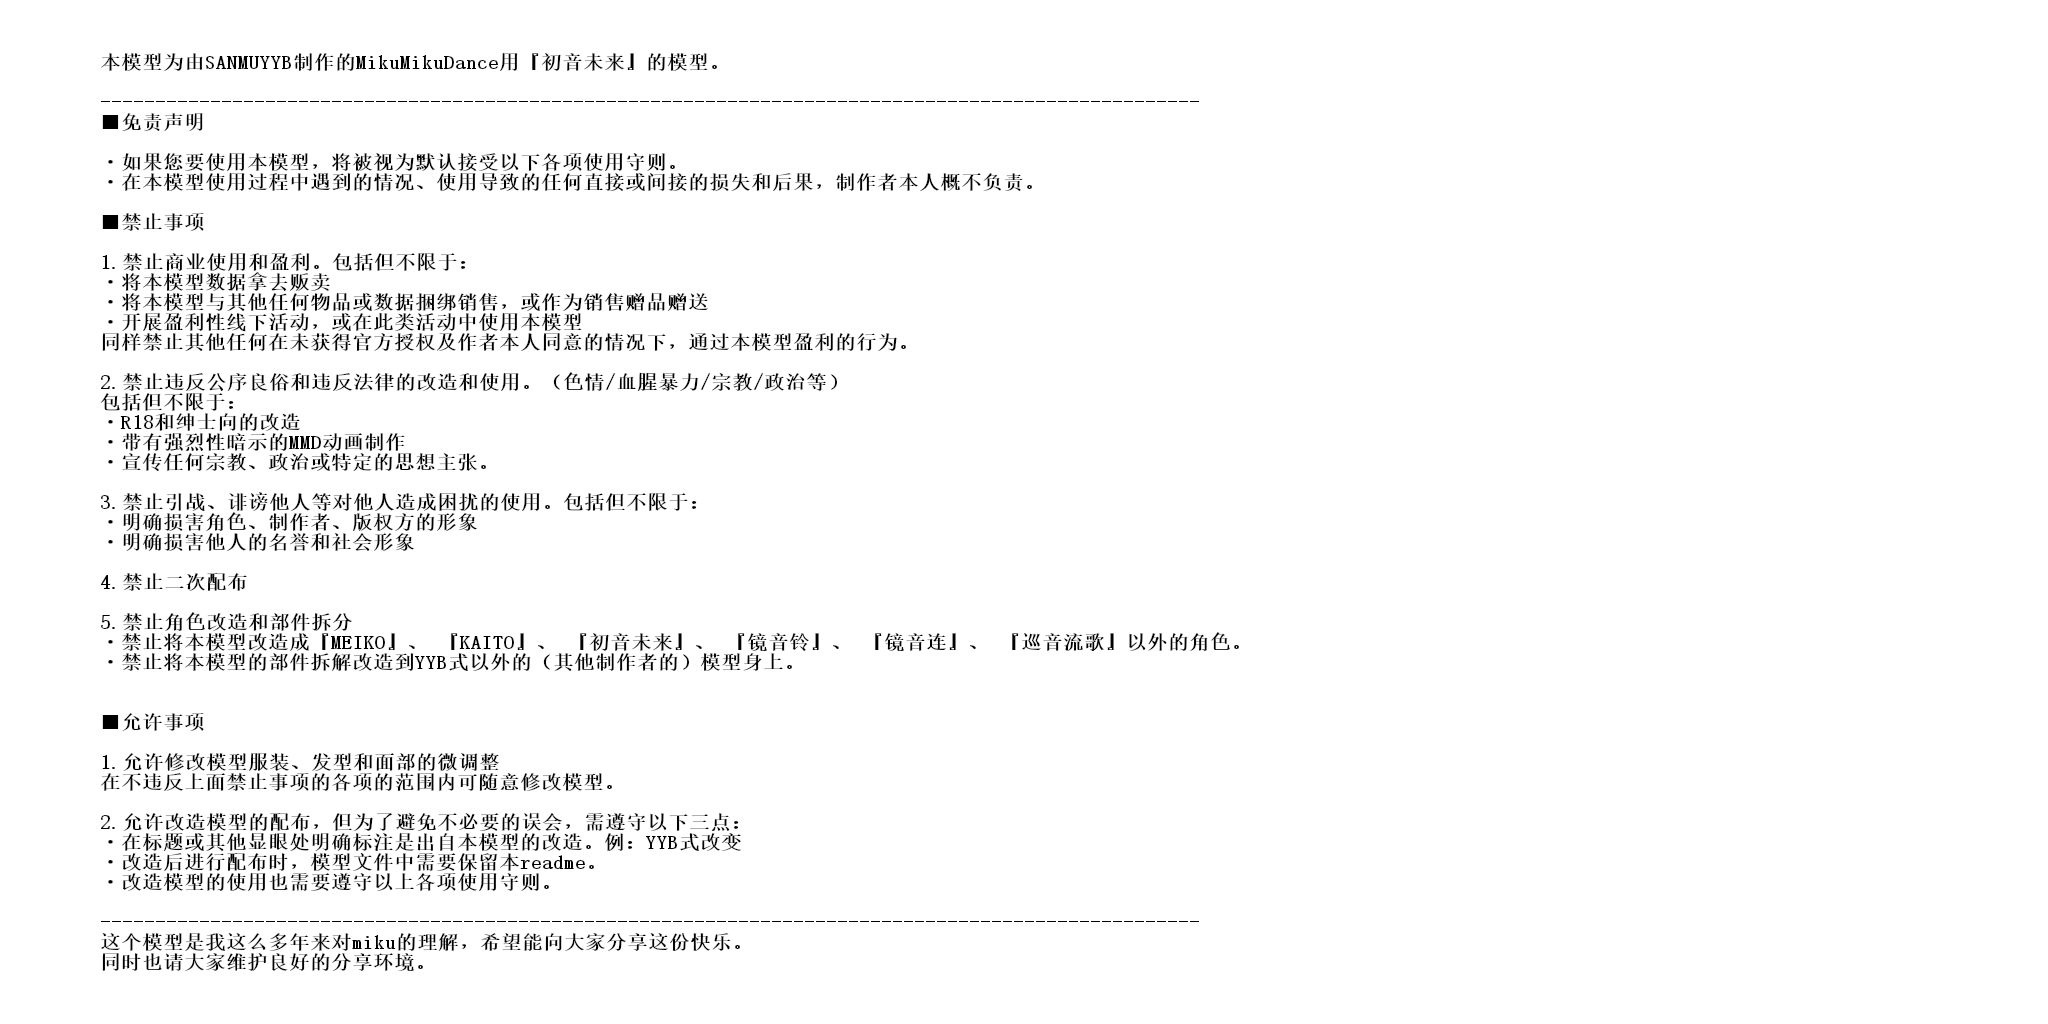 本模型为由SANMUYYB制作的MikuMikuDance用『初音未来』的模型。
----------------------------------------------------------------------------------------------------
■免责声明
・如果您要使用本模型，将被视为默认接受以下各项使用守则。
・在本模型使用过程中遇到的情况、使用导致的任何直接或间接的损失和后果，制作者本人概不负责。
■禁止事项
1.禁止商业使用和盈利。包括但不限于：
・将本模型数据拿去贩卖
・将本模型与其他任何物品或数据捆绑销售，或作为销售赠品赠送
・开展盈利性线下活动，或在此类活动中使用本模型
同样禁止其他任何在未获得官方授权及作者本人同意的情况下，通过本模型盈利的行为。
2.禁止违反公序良俗和违反法律的改造和使用。（色情/血腥暴力/宗教/政治等）
包括但不限于：
・R18和绅士向的改造
・带有强烈性暗示的MMD动画制作
・宣传任何宗教、政治或特定的思想主张。
3.禁止引战、诽谤他人等对他人造成困扰的使用。包括但不限于：
・明确损害角色、制作者、版权方的形象
・明确损害他人的名誉和社会形象
4.禁止二次配布
5.禁止角色改造和部件拆分
・禁止将本模型改造成『MEIKO』、 『KAITO』、 『初音未来』、 『镜音铃』、 『镜音连』、 『巡音流歌』以外的角色。
・禁止将本模型的部件拆解改造到YYB式以外的（其他制作者的）模型身上。
■允许事项
1.允许修改模型服装、发型和面部的微调整
在不违反上面禁止事项的各项的范围内可随意修改模型。
2.允许改造模型的配布，但为了避免不必要的误会，需遵守以下三点：
・在标题或其他显眼处明确标注是出自本模型的改造。例：YYB式改变
・改造后进行配布时，模型文件中需要保留本readme。
・改造模型的使用也需要遵守以上各项使用守则。
----------------------------------------------------------------------------------------------------
这个模型是我这么多年来对miku的理解，希望能向大家分享这份快乐。
同时也请大家维护良好的分享环境。